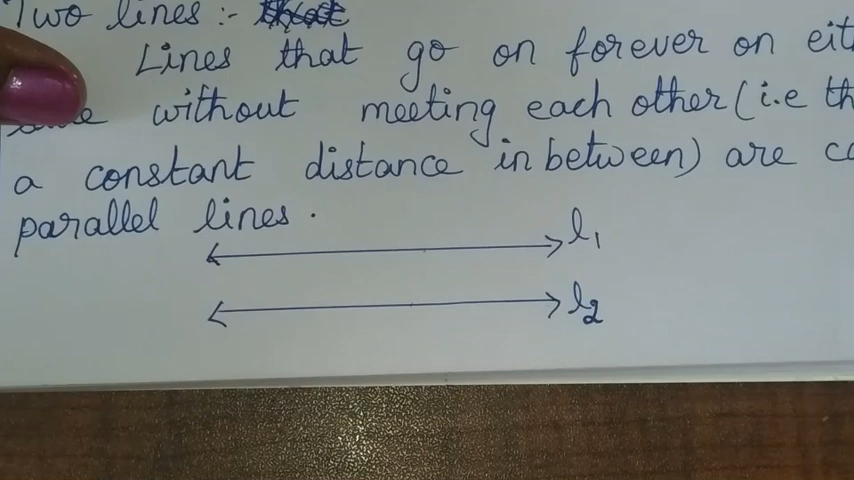 Two lines :-
Lines that go on forever on
without meeting each other (i.e
a constant distance in between) are
parallel lines.
l1
l2